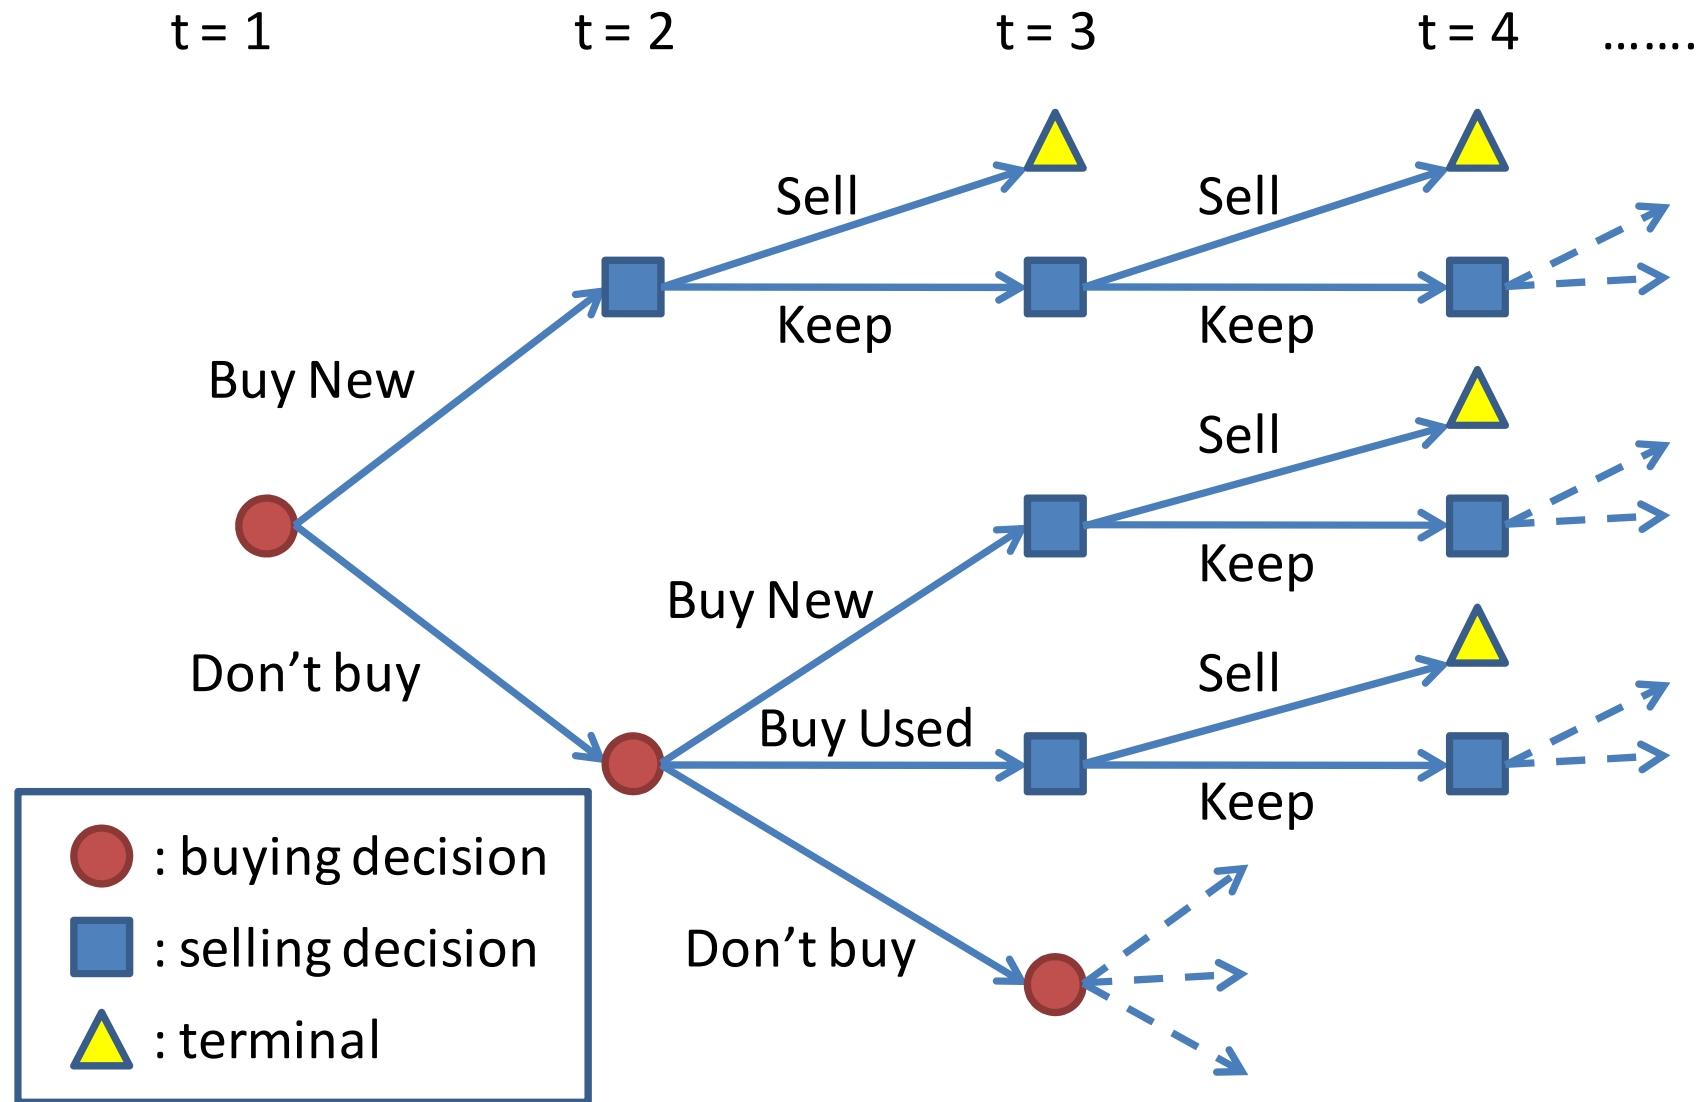 t = 1 t = 2 t = 3 t = 4 …….
Sell Sell
Keep Keep
Buy New
Sell
Keep
Buy New
Don’t buy
Sell
Buy Used
Keep
Don’t buy
: buying decision
: selling decision
: terminal